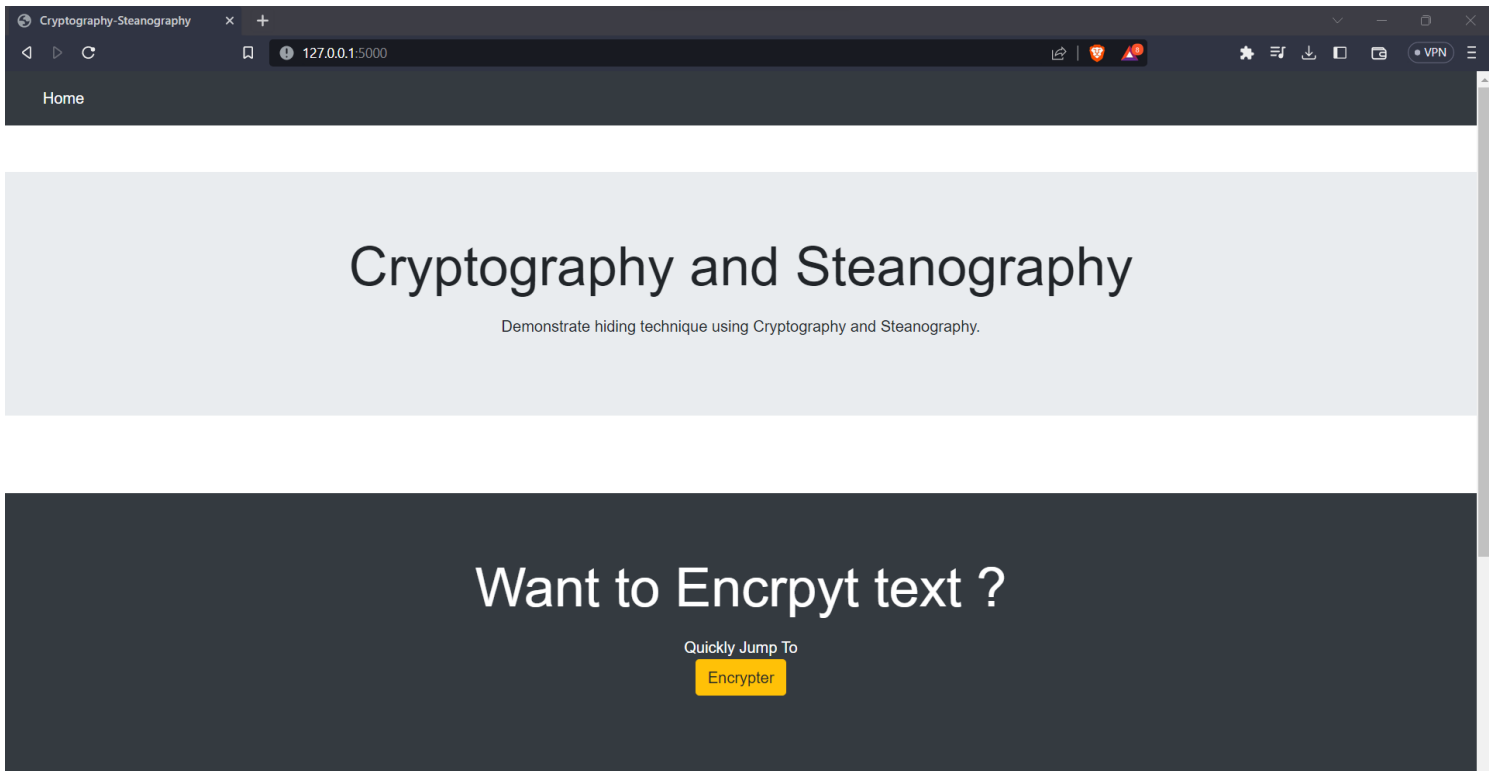 Cryptography-Steanography
127.0.0.1:5000
VPN
Home
Cryptography and Steanography
Demonstrate hiding technique using Cryptography and Steanography.
Want to Encrpyt text ?
Quickly Jump To
Encrypter